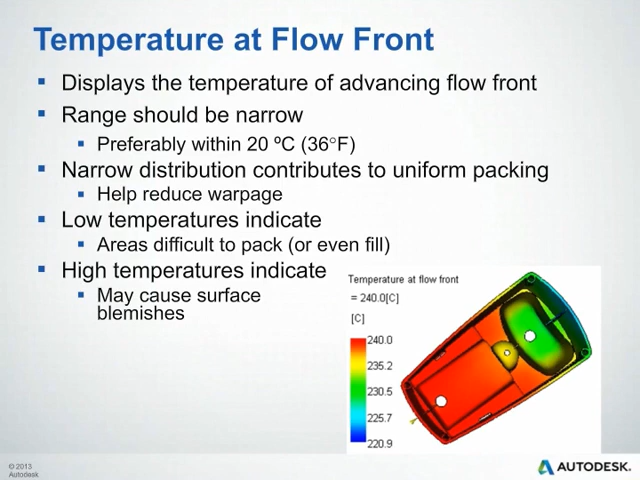 Temperature at Flow Front
Displays the temperature of advancing flow front
Range should be narrow
Preferably within 20 ºC (36°F)
Narrow distribution contributes to uniform packing
Help reduce warpage
Low temperatures indicate
Areas difficult to pack (or even fill)
High temperatures indicate
May cause surface
blemishes
Temperature at flow front
= 240.0[C]
[C]
240.0
235.2
230.5
225.7
220.9
© 2013
Autodesk
AUTODESK.